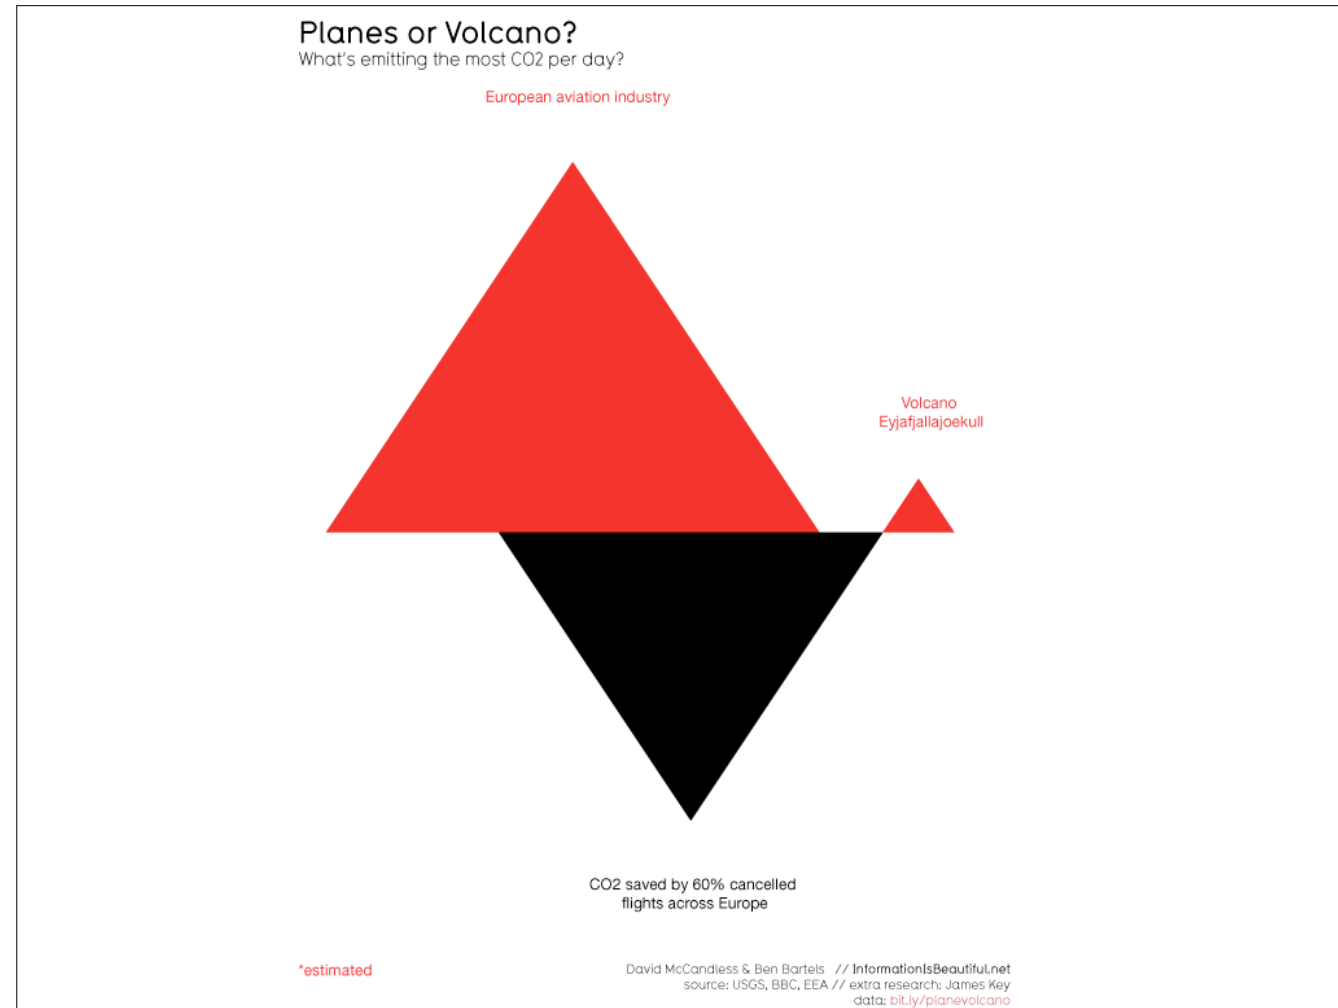 Planes or Volcano?
What's emitting the most CO2 per day?
European aviation industry
Volcano
Eyjafjallajoekull
CO2 saved by 60% cancelled
flights across Europe
*estimated
David McCandless & Ben Bartels // InformationIsBeautiful.net
source: USGS, BBC, EEA // extra research: James Key
data: bit.ly/planevolcano